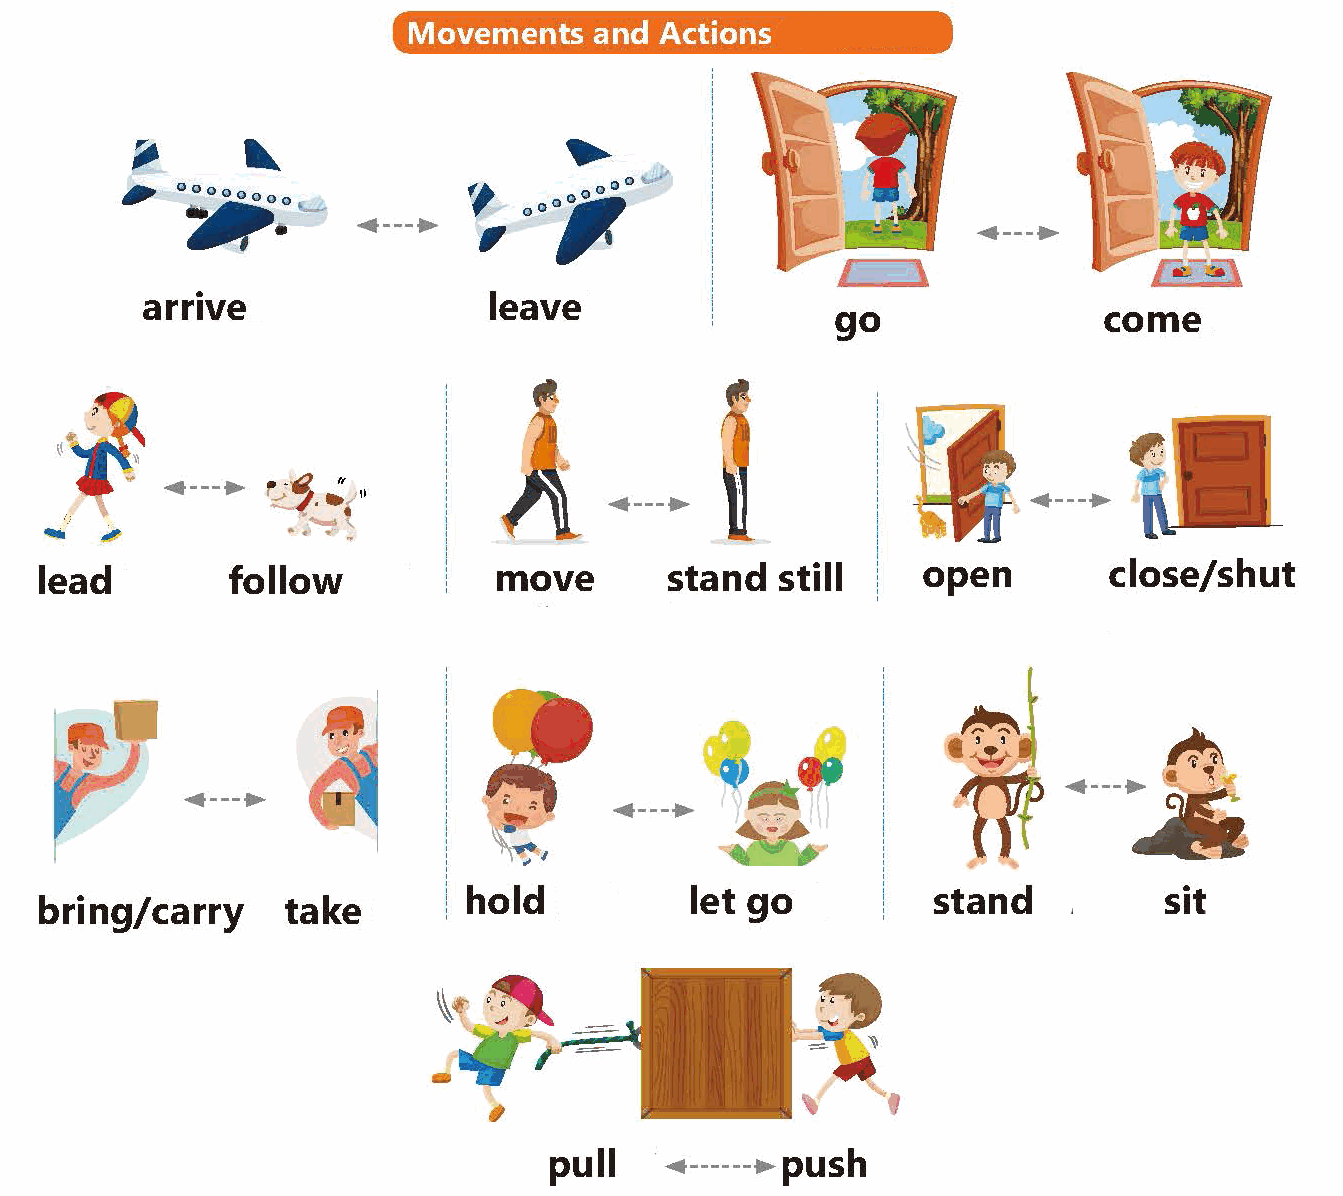 Movements and Actions
arrive
leave
go
come
lead
follow
move
stand still
open
close/shut
bring/carry
take
hold
let go
stand
sit
pull
push